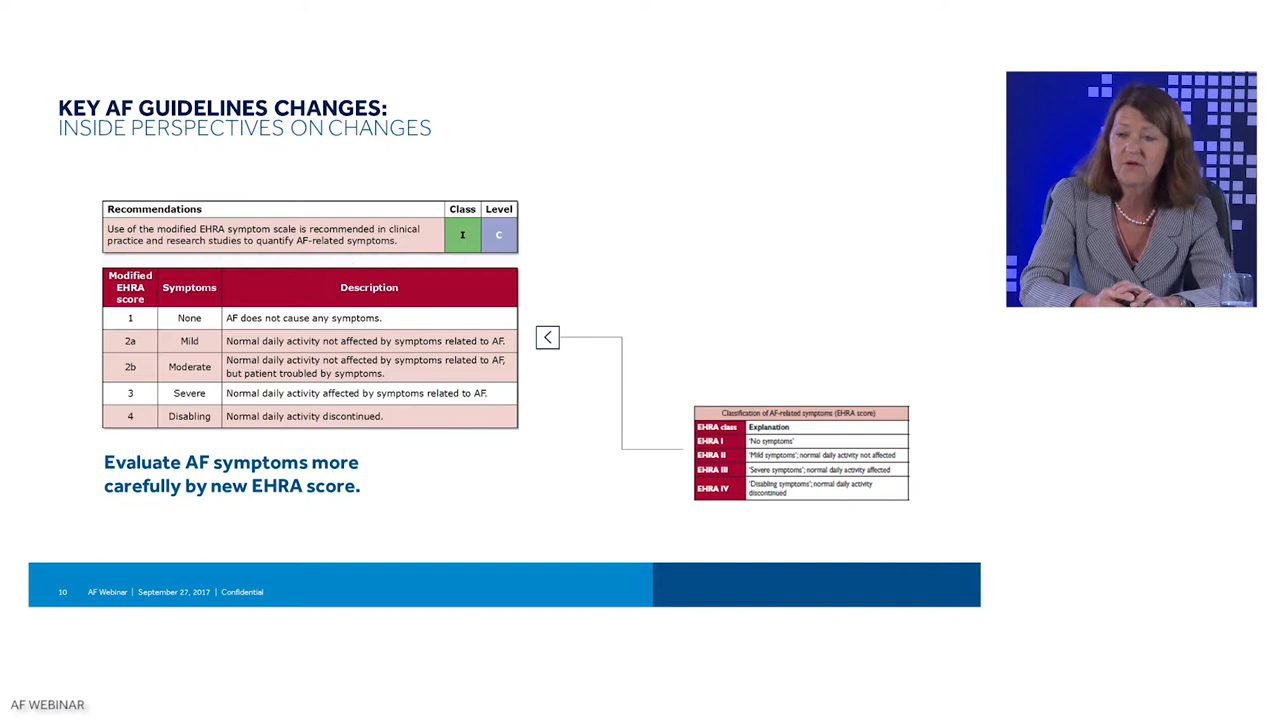 KEY AF GUIDELINES CHANGES:
INSIDE PERSPECTIVES ON CHANGES
Recommendations Class Level
Use of the modified EHRA symptom scale is recommended in clinical
practice and research studies to quantify AF-related symptoms.
I C
Modified
EHRA
score
Symptoms Description
1 None AF does not cause any symptoms.
2a Mild Normal daily activity not affected by symptoms related to AF.
2b Moderate Normal daily activity not affected by symptoms related to AF,
but patient troubled by symptoms.
3 Severe Normal daily activity affected by symptoms related to AF.
4 Disabling Normal daily activity discontinued.
Evaluate AF symptoms more
carefully by new EHRA score.
Classification of AF-related symptoms (EHRA score)
EHRA class Explanation
EHRA I 'No symptoms'
EHRA II 'Mild symptoms'; normal daily activity not affected
EHRA III 'Severe symptoms'; normal daily activity affected
EHRA IV 'Disabling symptoms'; normal daily activity
discontinued
10 AF Webinar | September 27, 2017 | Confidential
AF WEBINAR